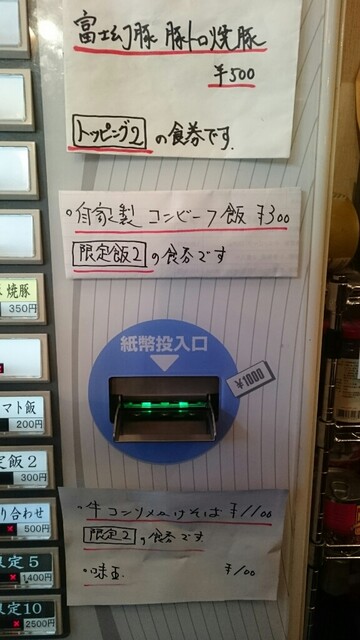 富士幻豚 豚トロ焼豚
¥500
トッピング2 の食券です.
・自家製 コンビーフ飯 ¥300
限定飯2 の食券です
焼豚
350円
紙幣投入口
¥1000
マト飯
200円
定飯2
300円
り合わせ
500円
・牛コンソメかけそば ¥1100
限定2 の食券です
・味玉 ¥100
限定5
1400円
限定10
2500円